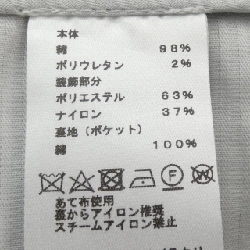 本体
綿 98%
ポリウレタン 2%
装飾部分
ポリエステル 63%
ナイロン 37%
裏地(ポケット)
綿 100%
あて布使用
裏からアイロン推奨
スチームアイロン禁止